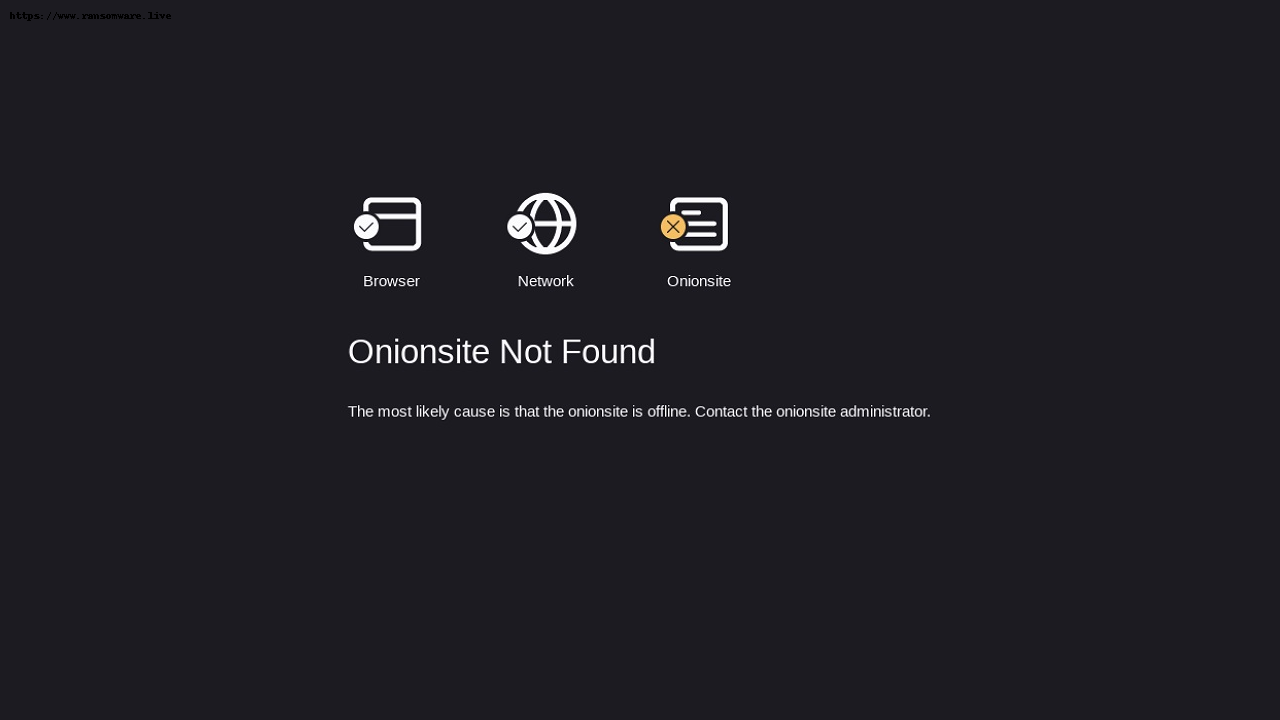 https://www.ransomware.live
Browser
Network
Onionsite
Onionsite Not Found
The most likely cause is that the onionsite is offline. Contact the onionsite administrator.